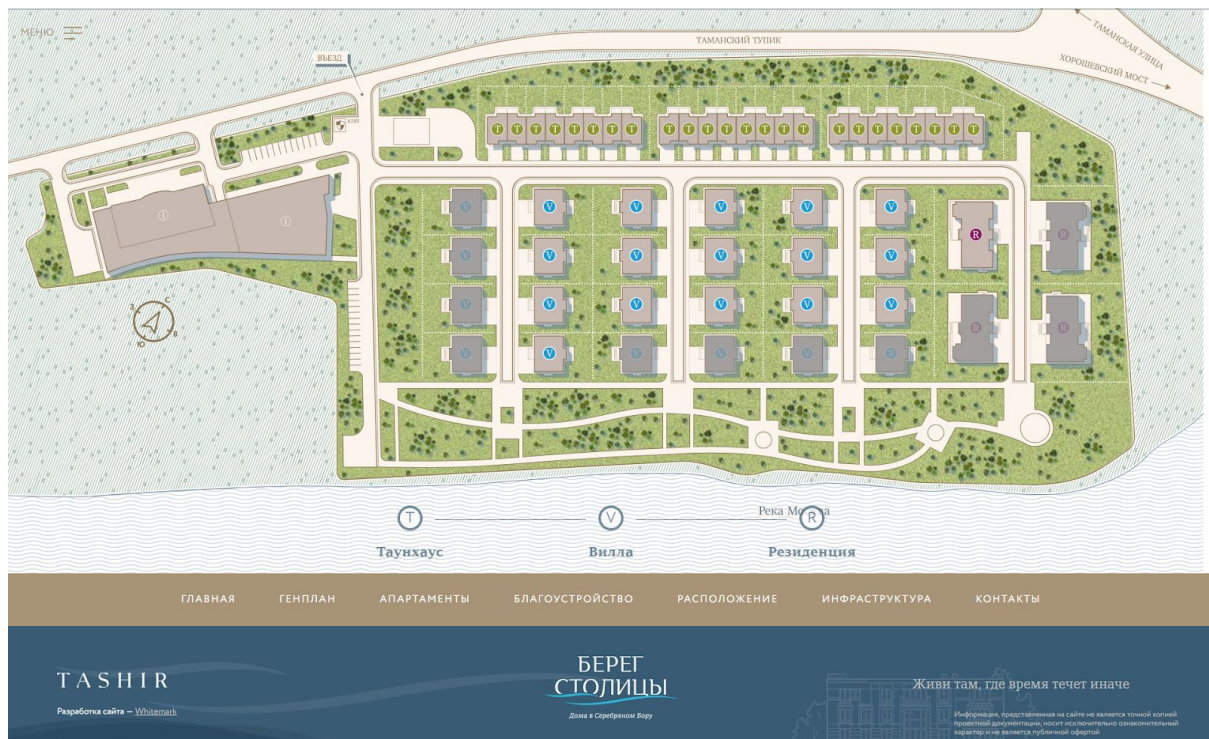 МЕНЮ
ТАМАНСКИЙ ТУПИК
ТАМАНСКАЯ УЛИЦА
ХОРОШЕВСКИЙ МОСТ
ВЪЕЗД
КПП
T T T T T T T T T T T T T T T T T T T T T T T T
I I
V V V V V V R R
V V V V V V
V V V V V V R R
V V V V V V
С
З
В
Ю
Река
T V R
Таунхаус Вилла Резиденция
ГЛАВНАЯ ГЕНПЛАН АПАРТАМЕНТЫ БЛАГОУСТРОЙСТВО РАСПОЛОЖЕНИЕ ИНФРАСТРУКТУРА КОНТАКТЫ
TASHIR
Разработка сайта — Whitemark
БЕРЕГ
СТОЛИЦЫ
Дома в Серебряном Бору
Живи там, где время течет иначе
Информация, представленная на сайте не является точной копией
проектной документации, носит исключительно ознакомительный
характер и не является публичной офертой